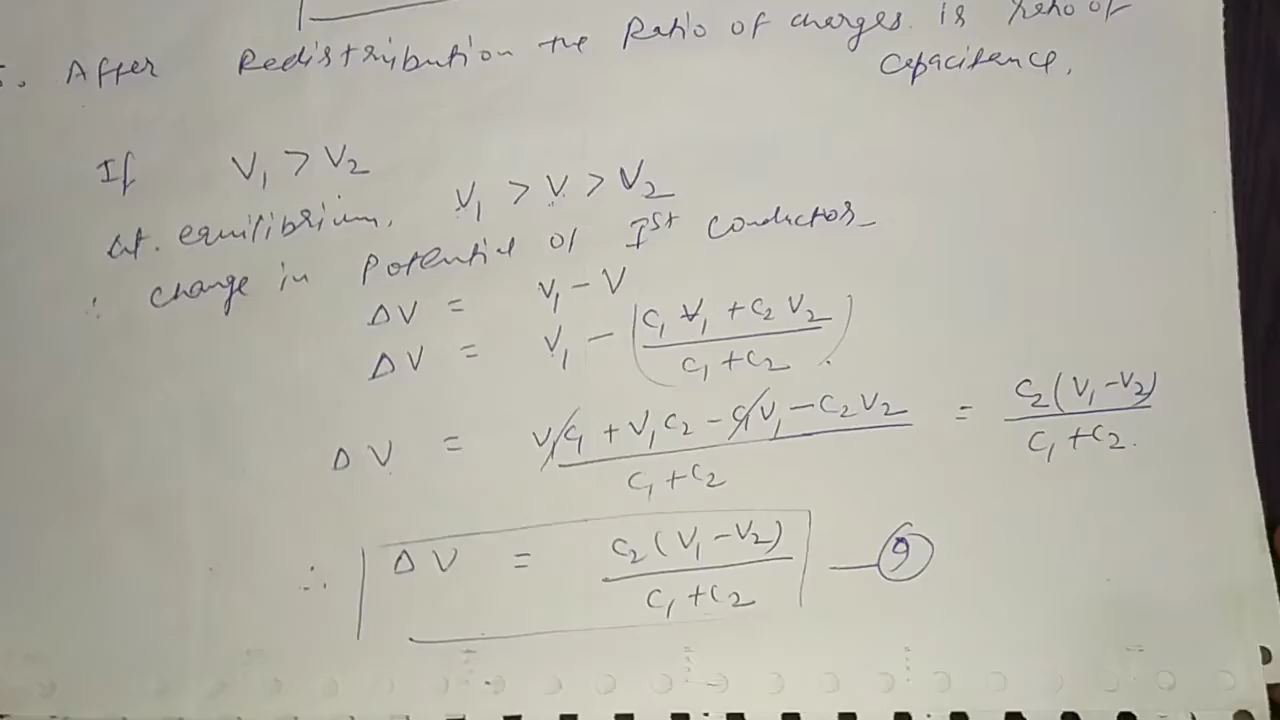 5. After Redistribution the Ratio of charges is ratio of
capacitance.
If V₁ > V₂
at. equilibrium, V₁ > V > V₂
∴ change in Potential of Iˢᵗ conductor
ΔV = V₁ - V
ΔV = V₁ - (C₁V₁ + C₂V₂ / C₁ + C₂)
ΔV = V₁C₁ + V₁C₂ - C₁V₁ - C₂V₂ / C₁ + C₂ = C₂(V₁ - V₂) / C₁ + C₂.
∴ ΔV = C₂(V₁ - V₂) / C₁ + C₂ — 9